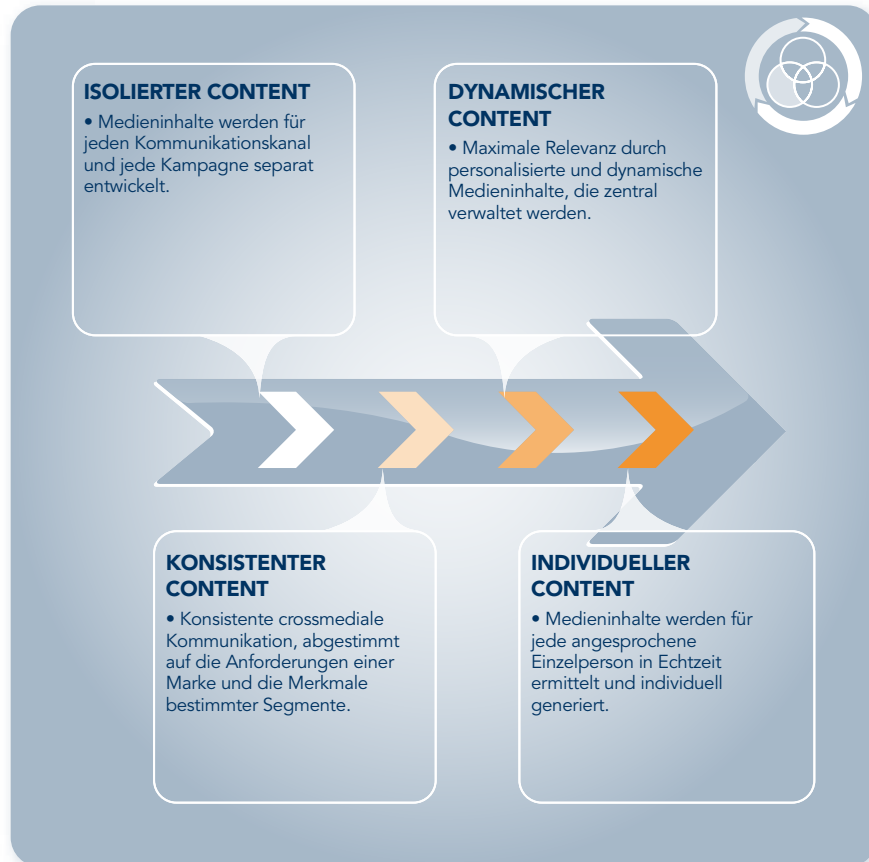 ISOLIERTER CONTENT
• Medieninhalte werden für
jeden Kommunikationskanal
und jede Kampagne separat
entwickelt.
DYNAMISCHER
CONTENT
• Maximale Relevanz durch
personalisierte und dynamische
Medieninhalte, die zentral
verwaltet werden.
KONSISTENTER
CONTENT
• Konsistente crossmediale
Kommunikation, abgestimmt
auf die Anforderungen einer
Marke und die Merkmale
bestimmter Segmente.
INDIVIDUELLER
CONTENT
• Medieninhalte werden für
jede angesprochene
Einzelperson in Echtzeit
ermittelt und individuell
generiert.